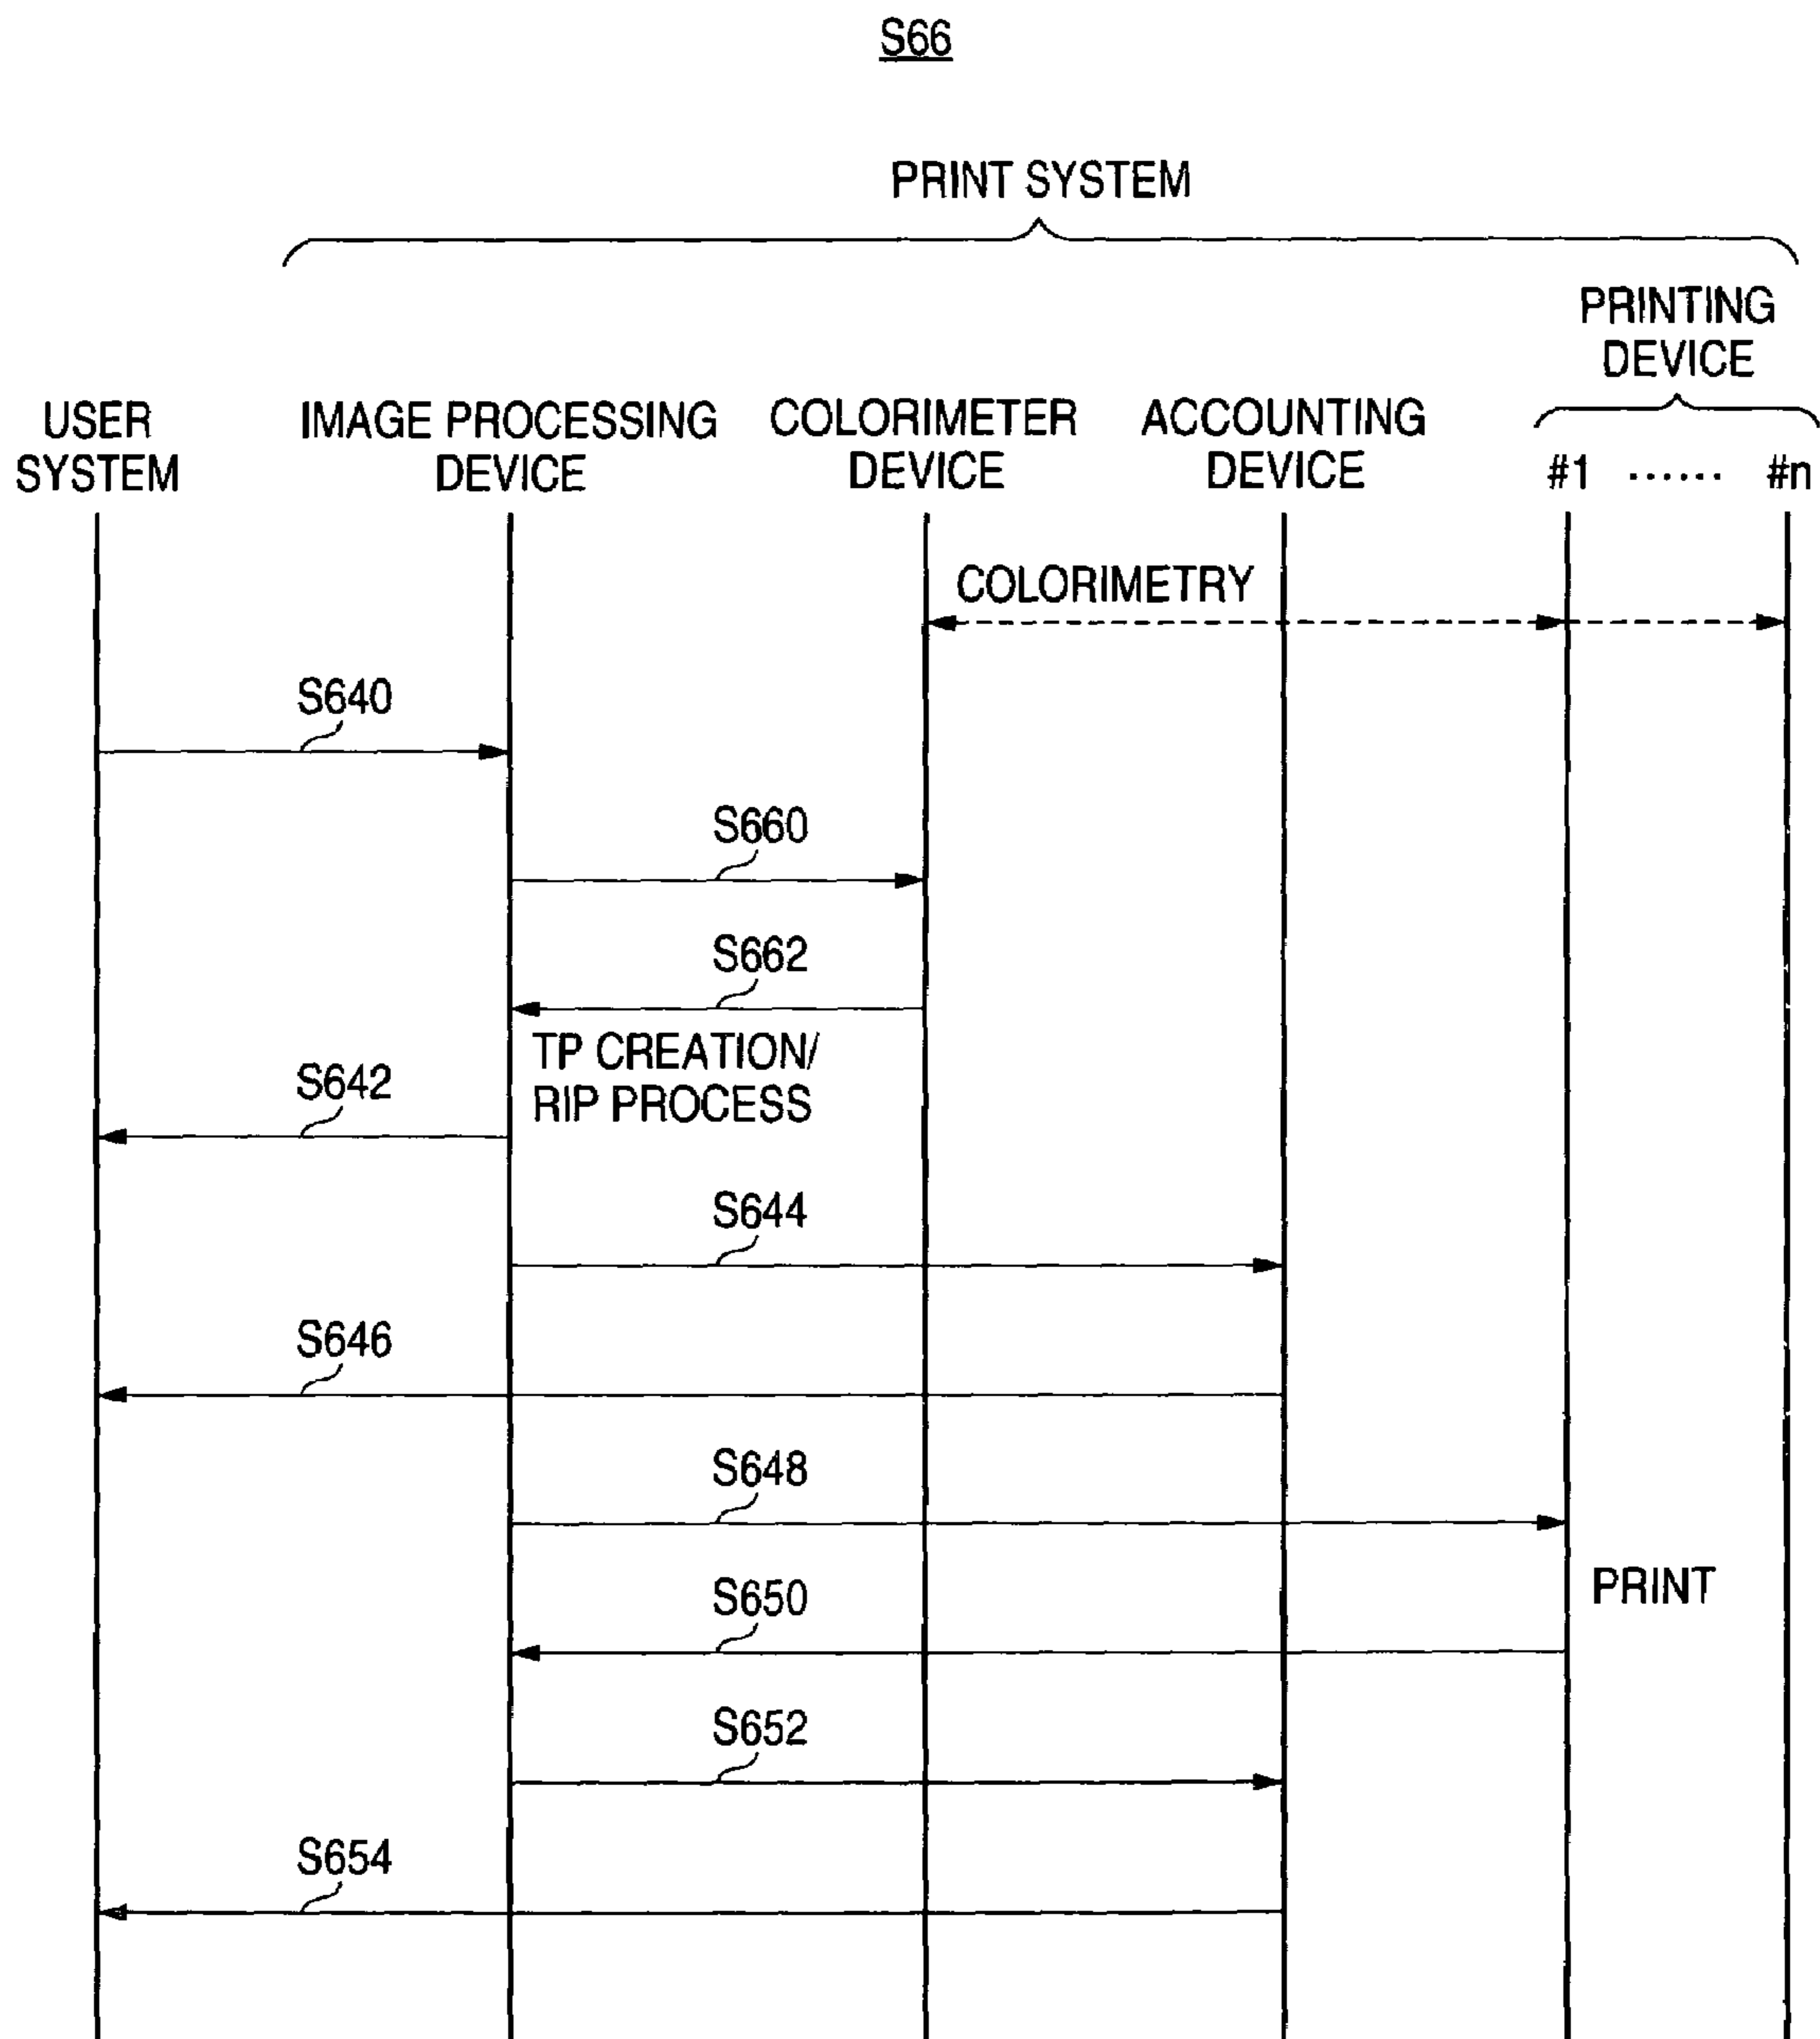 S66
PRINT SYSTEM
PRINTING
DEVICE
USER
SYSTEM
IMAGE PROCESSING
DEVICE
COLORIMETER
DEVICE
ACCOUNTING
DEVICE
#1 ...... #n
COLORIMETRY
S640
S660
S662
TP CREATION/
RIP PROCESS
S642
S644
S646
S648
PRINT
S650
S652
S654